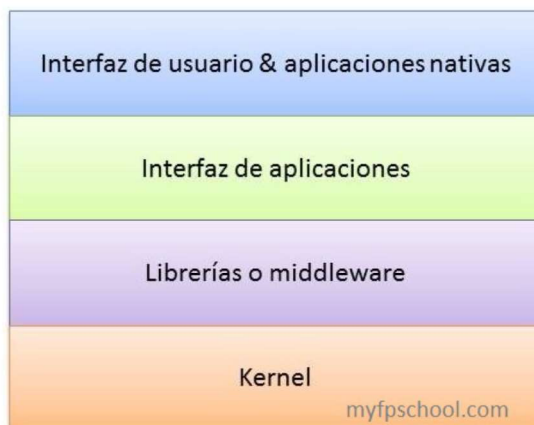 Interfaz de usuario & aplicaciones nativas
Interfaz de aplicaciones
Librerías o middleware
Kernel
myfpschool.com